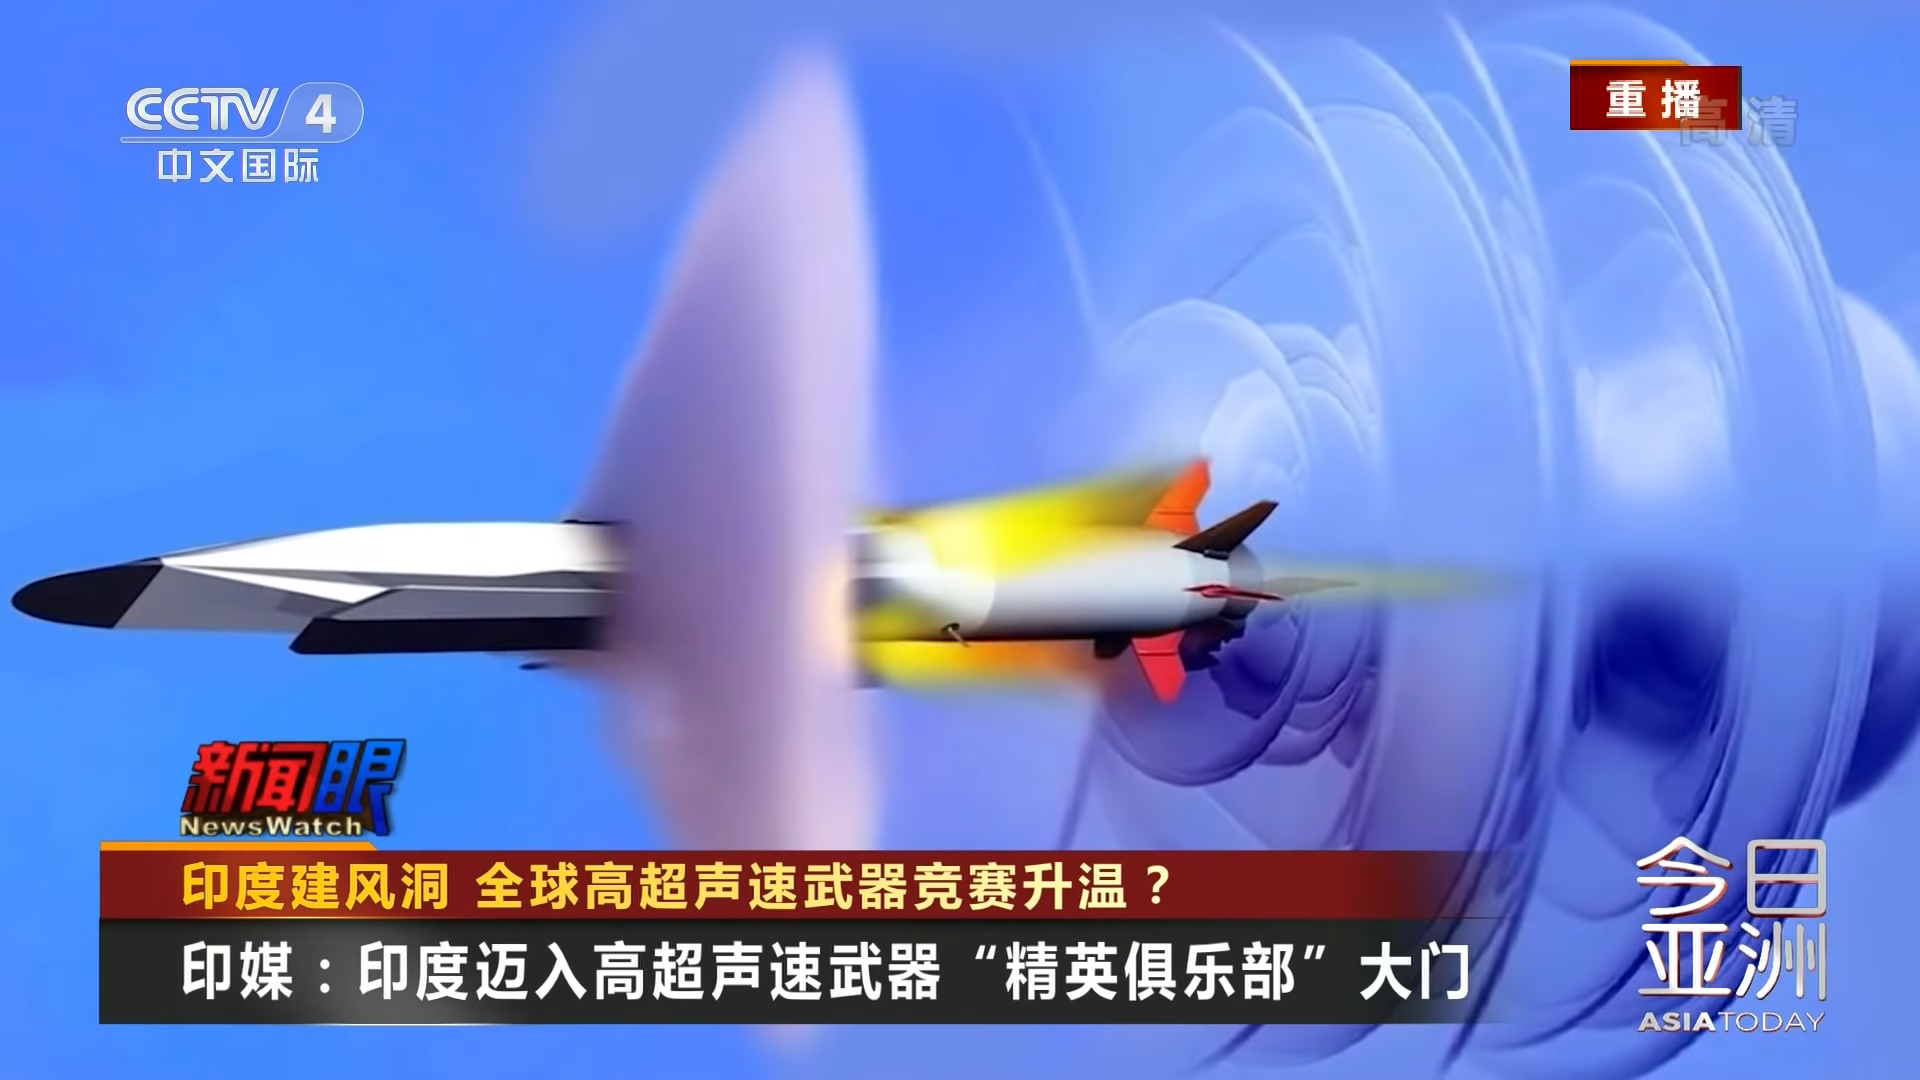 CCTV 4
中文国际
重播
高清
新闻眼
NewsWatch
印度建风洞 全球高超声速武器竞赛升温？
印媒：印度迈入高超声速武器“精英俱乐部”大门
今日
亚洲
ASIA TODAY